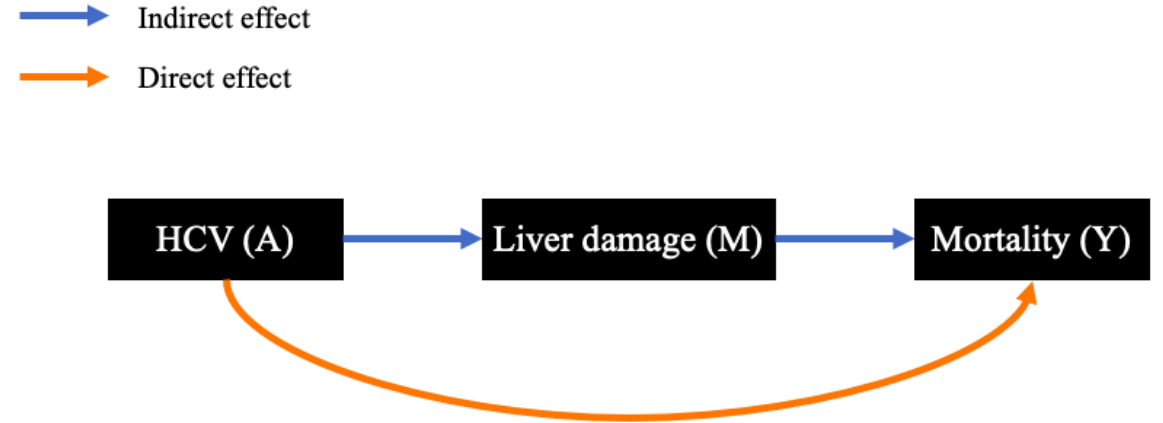 Indirect effect
Direct effect
HCV (A)
Liver damage (M)
Mortality (Y)